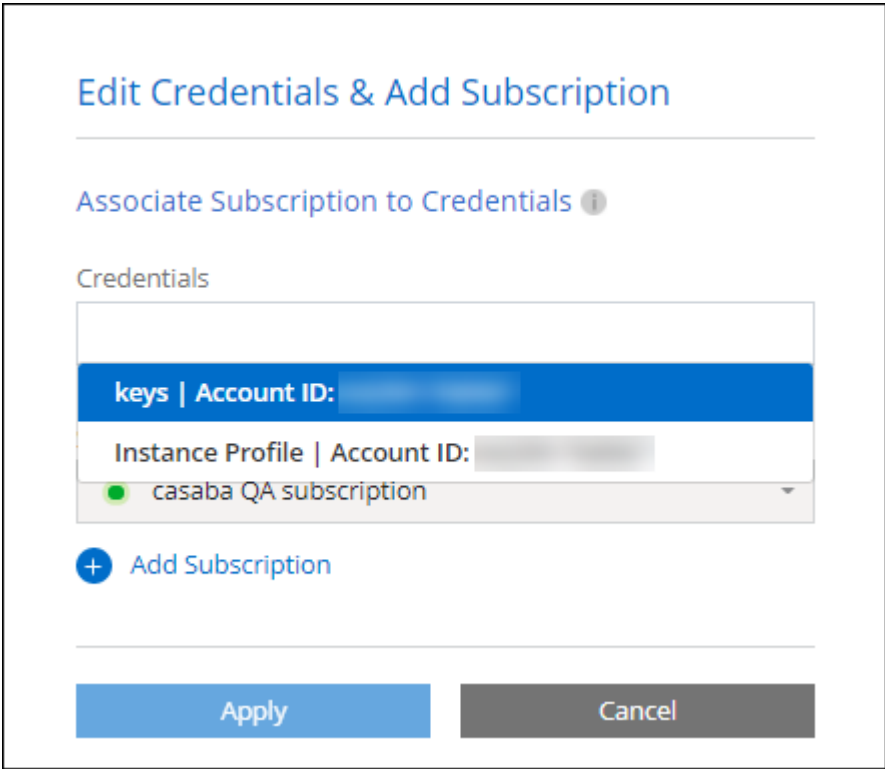 Edit Credentials & Add Subscription
Associate Subscription to Credentials
Credentials
keys | Account ID:
Instance Profile | Account ID:
casaba QA subscription
Add Subscription
Apply
Cancel